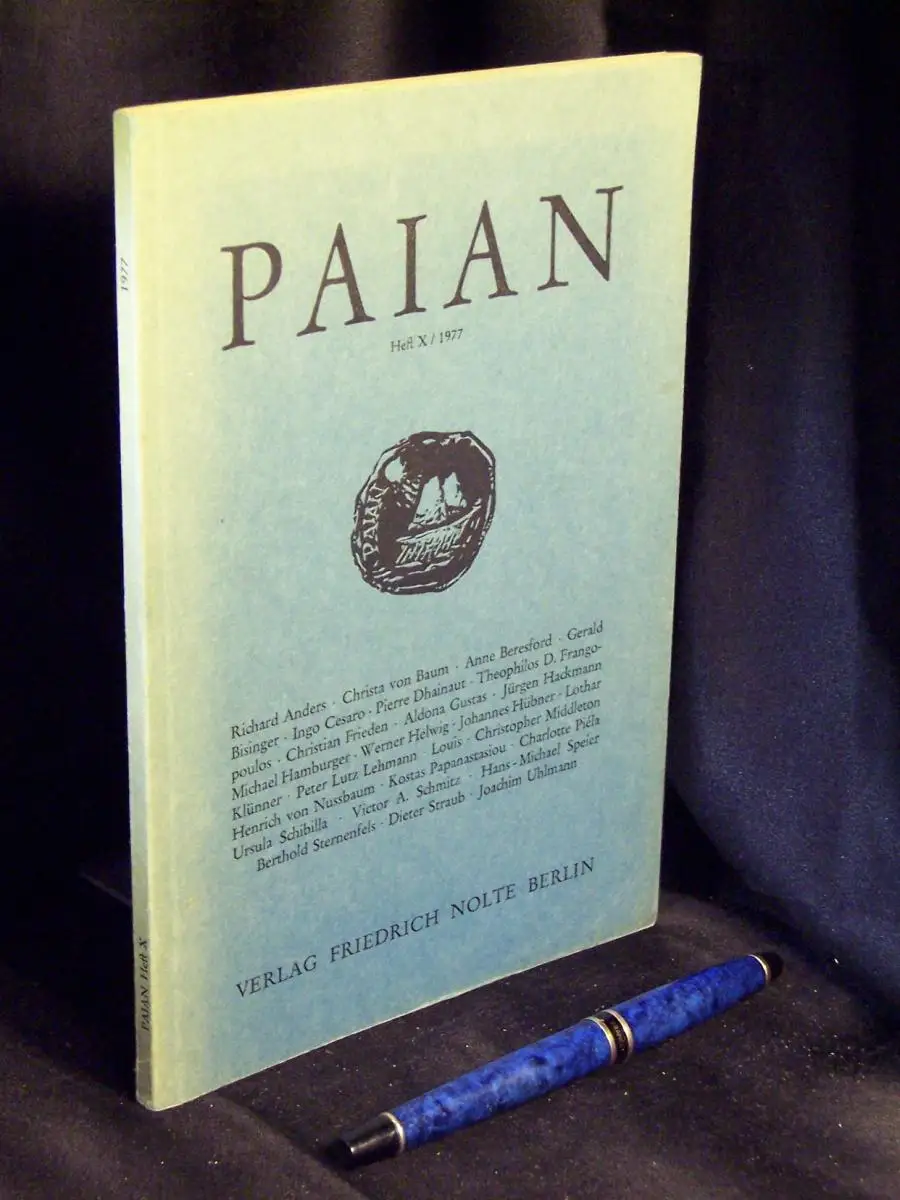 PAIAN
Heft X / 1977
PAIAN
Richard Anders · Christa von Baum · Anne Beresford · Gerald
Bisinger · Ingo Cesaro · Pierre Dhainaut · Theophilos D. Frango-
poulos · Christian Frieden · Aldona Gustas · Jürgen Hackmann
Michael Hamburger · Werner Helwig · Johannes Hübner · Lothar
Klünner · Peter Lutz Lehmann · Louis · Christopher Middleton
Henrich von Nussbaum · Kostas Papanastasiou · Charlotte Piéla
Ursula Schibilla · Victor A. Schmitz · Hans-Michael Speier
Berthold Sternenfels · Dieter Straub · Joachim Uhlmann
VERLAG FRIEDRICH NOLTE BERLIN
1977
PAIAN Heft X